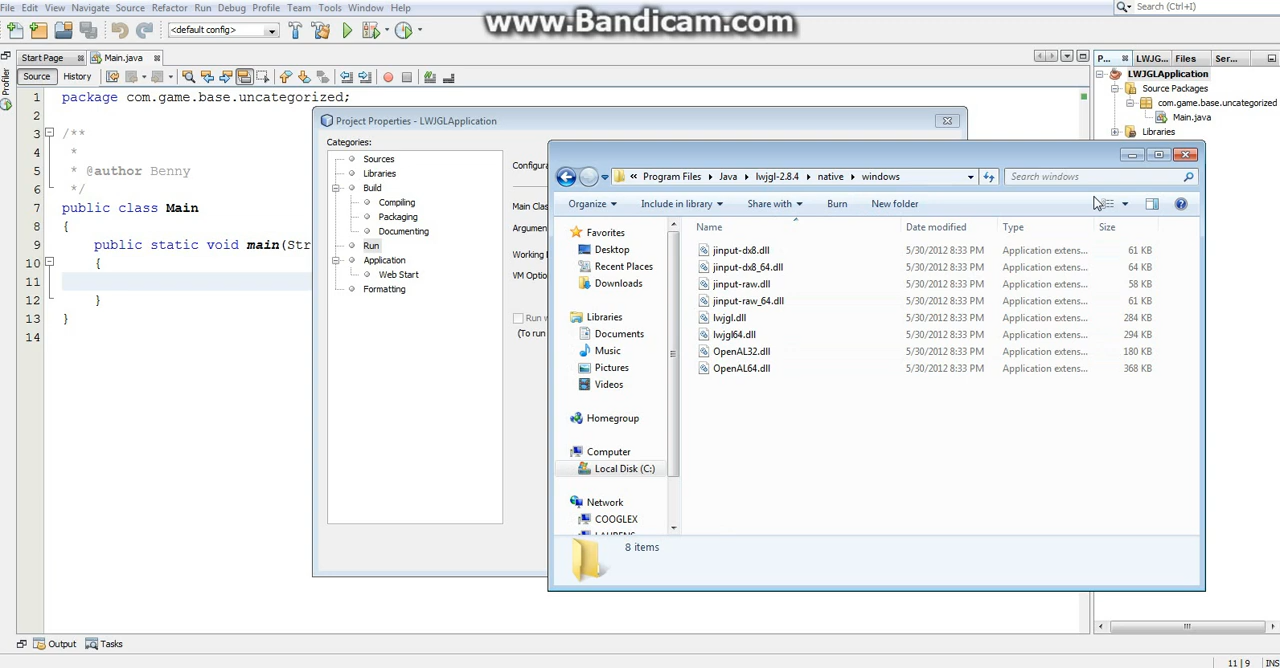 File Edit View Navigate Source Refactor Run Debug Profile Team Tools Window Help
www.Bandicam.com
Search (Ctrl+I)
<default config>
Start Page Main.java
P... LWJG... Files Ser...
Source History
Profiler
LWJGLApplication
Source Packages
com.game.base.uncategorized
Main.java
Libraries
1 package com.game.base.uncategorized;
2
3 /**
4 *
5 * @author Benny
6 */
7 public class Main
8 {
9 public static void main(Str
10 {
11
12 }
13 }
14
Project Properties - LWJGLApplication
Categories:
Sources
Libraries
Build
Compiling
Packaging
Documenting
Run
Application
Web Start
Formatting
Configura
Main Clas
Argumen
Working
VM Optio
Run w
(To run
« Program Files Java lwjgl-2.8.4 native windows
Search windows
Organize Include in library Share with Burn New folder
Favorites
Desktop
Recent Places
Downloads
Libraries
Documents
Music
Pictures
Videos
Homegroup
Computer
Local Disk (C:)
Network
COOGLEX
Name Date modified Type Size
jinput-dx8.dll 5/30/2012 8:33 PM Application extens... 61 KB
jinput-dx8_64.dll 5/30/2012 8:33 PM Application extens... 64 KB
jinput-raw.dll 5/30/2012 8:33 PM Application extens... 58 KB
jinput-raw_64.dll 5/30/2012 8:33 PM Application extens... 61 KB
lwjgl.dll 5/30/2012 8:33 PM Application extens... 284 KB
lwjgl64.dll 5/30/2012 8:33 PM Application extens... 294 KB
OpenAL32.dll 5/30/2012 8:33 PM Application extens... 180 KB
OpenAL64.dll 5/30/2012 8:33 PM Application extens... 368 KB
8 items
Output Tasks
11|9 INS